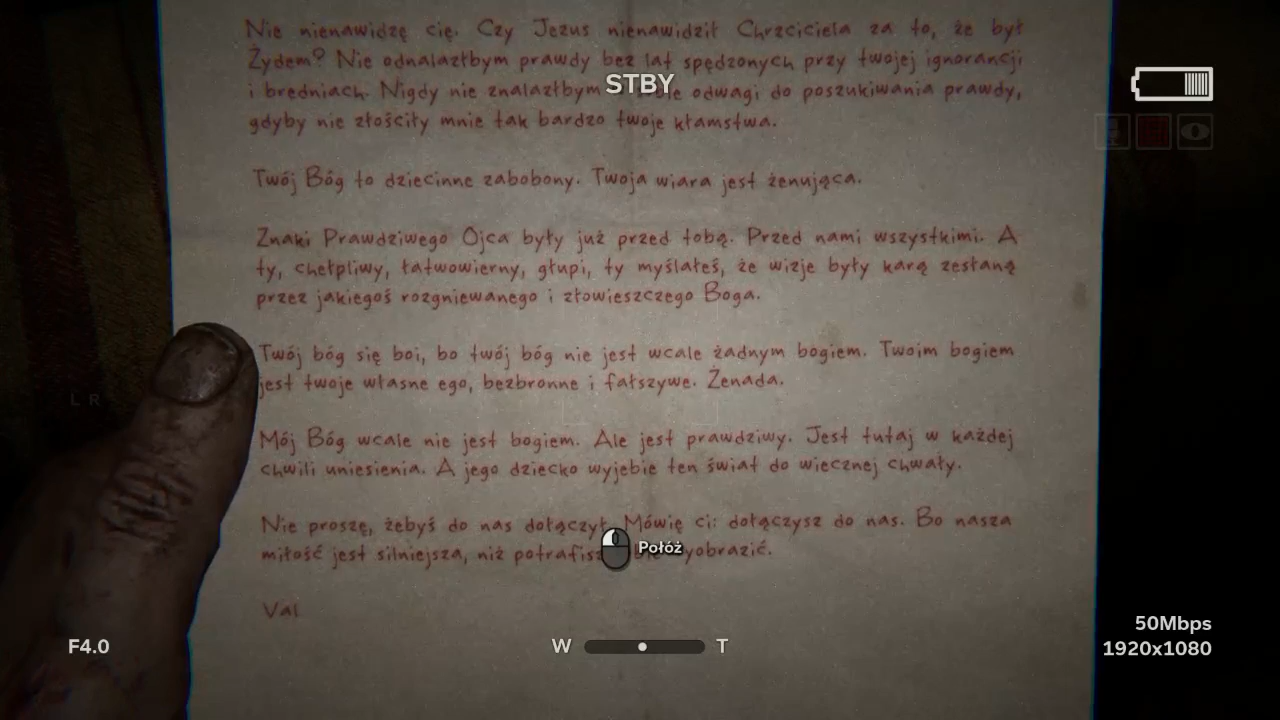 Nie nienawidzę cię. Czy Jezus nienawidził Chrzciciela za to, że był
Żydem? Nie odnalazłbym prawdy bez lat spędzonych przy twojej ignorancji
STBY
i bredniach. Nigdy nie znalazłbym odwagi do poszukiwania prawdy,
gdyby nie złościły mnie tak bardzo twoje kłamstwa.
Twój Bóg to dziecinne zabobony. Twoja wiara jest żenująca.
Znaki Prawdziwego Ojca były już przed tobą. Przed nami wszystkimi. A
ty, chełpliwy, łatwowierny, głupi, ty myślałeś, że wizje były karą zesłaną
przez jakiegoś rozgniewanego i złowieszczego Boga.
Twój bóg się boi, bo twój bóg nie jest wcale żadnym bogiem. Twoim bogiem
jest twoje własne ego, bezbronne i fałszywe. Żenada.
L R
Mój Bóg wcale nie jest bogiem. Ale jest prawdziwy. Jest tutaj w każdej
chwili uniesienia. A jego dziecko wyjebie ten świat do wiecznej chwały.
Nie proszę, żebyś do nas dołączył. Mówię ci: dołączysz do nas. Bo nasza
miłość jest silniejsza, niż potrafisz wyobrazić.
Połóż
Val
F4.0
W T
50Mbps
1920x1080